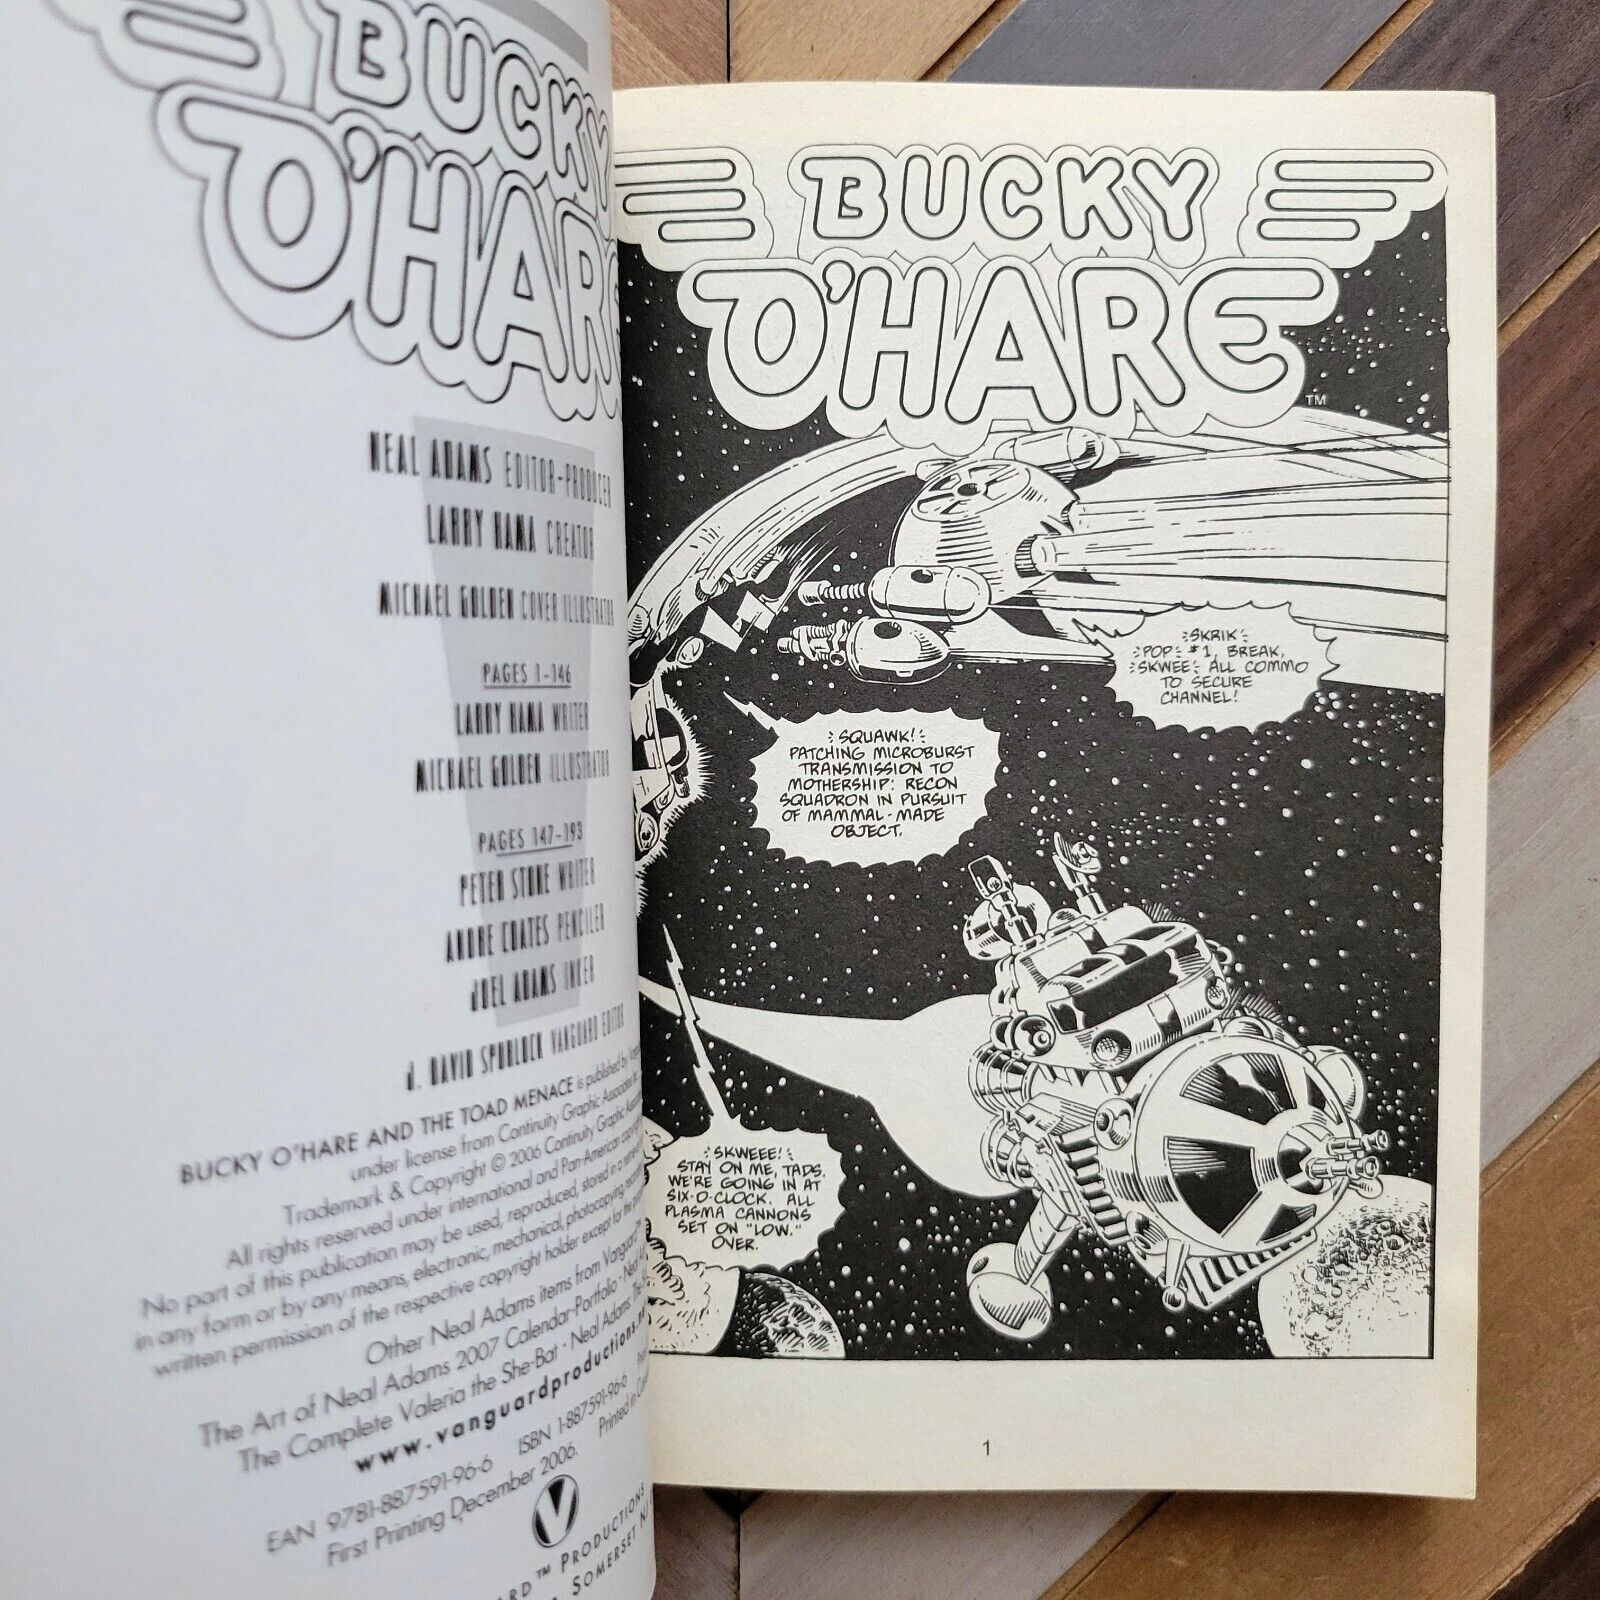 BUCKY
O'HARE
NEAL ADAMS EDITOR-PRODUCER
LARRY HAMA CREATOR
MICHAEL GOLDEN COVER ILLUSTRATOR
PAGES 1-146
LARRY HAMA WRITER
MICHAEL GOLDEN ILLUSTRATOR
PAGES 147-193
PETER STONE WRITER
ANDRE COATES PENCILER
JOEL ADAMS INKER
J. DAVID SPURLOCK VANGUARD EDITOR
BUCKY O'HARE AND THE TOAD MENACE is published by
under license from Continuity Graphic Associates
Trademark & Copyright © 2006 Continuity Graphic
All rights reserved under international and Pan-American copyright
No part of this publication may be used, reproduced, stored in a
in any form or by any means, electronic, mechanical, photocopying
written permission of the respective copyright holder except for the
Other Neal Adams items from Vanguard
The Art of Neal Adams 2007 Calendar-Portfolio • Neal Adams
The Complete Valeria the She-Bat •
www.vanguardproductions.
EAN 9781-887591-96-6 ISBN 1-887591-96-6
First Printing December 2006. Printed in
V
™ PRODUCTIONS
SOMERSET NJ
BUCKY
O'HARE
TM
SKRIK
POP #1, BREAK,
SKWEE ALL COMMO
TO SECURE
CHANNEL!
SQUAWK!
PATCHING MICROBURST
TRANSMISSION TO
MOTHERSHIP: RECON
SQUADRON IN PURSUIT
OF MAMMAL-MADE
OBJECT.
SKWEEE!
STAY ON ME, TADS.
WE'RE GOING IN AT
SIX-O-CLOCK. ALL
PLASMA CANNONS
SET ON "LOW."
OVER.
1